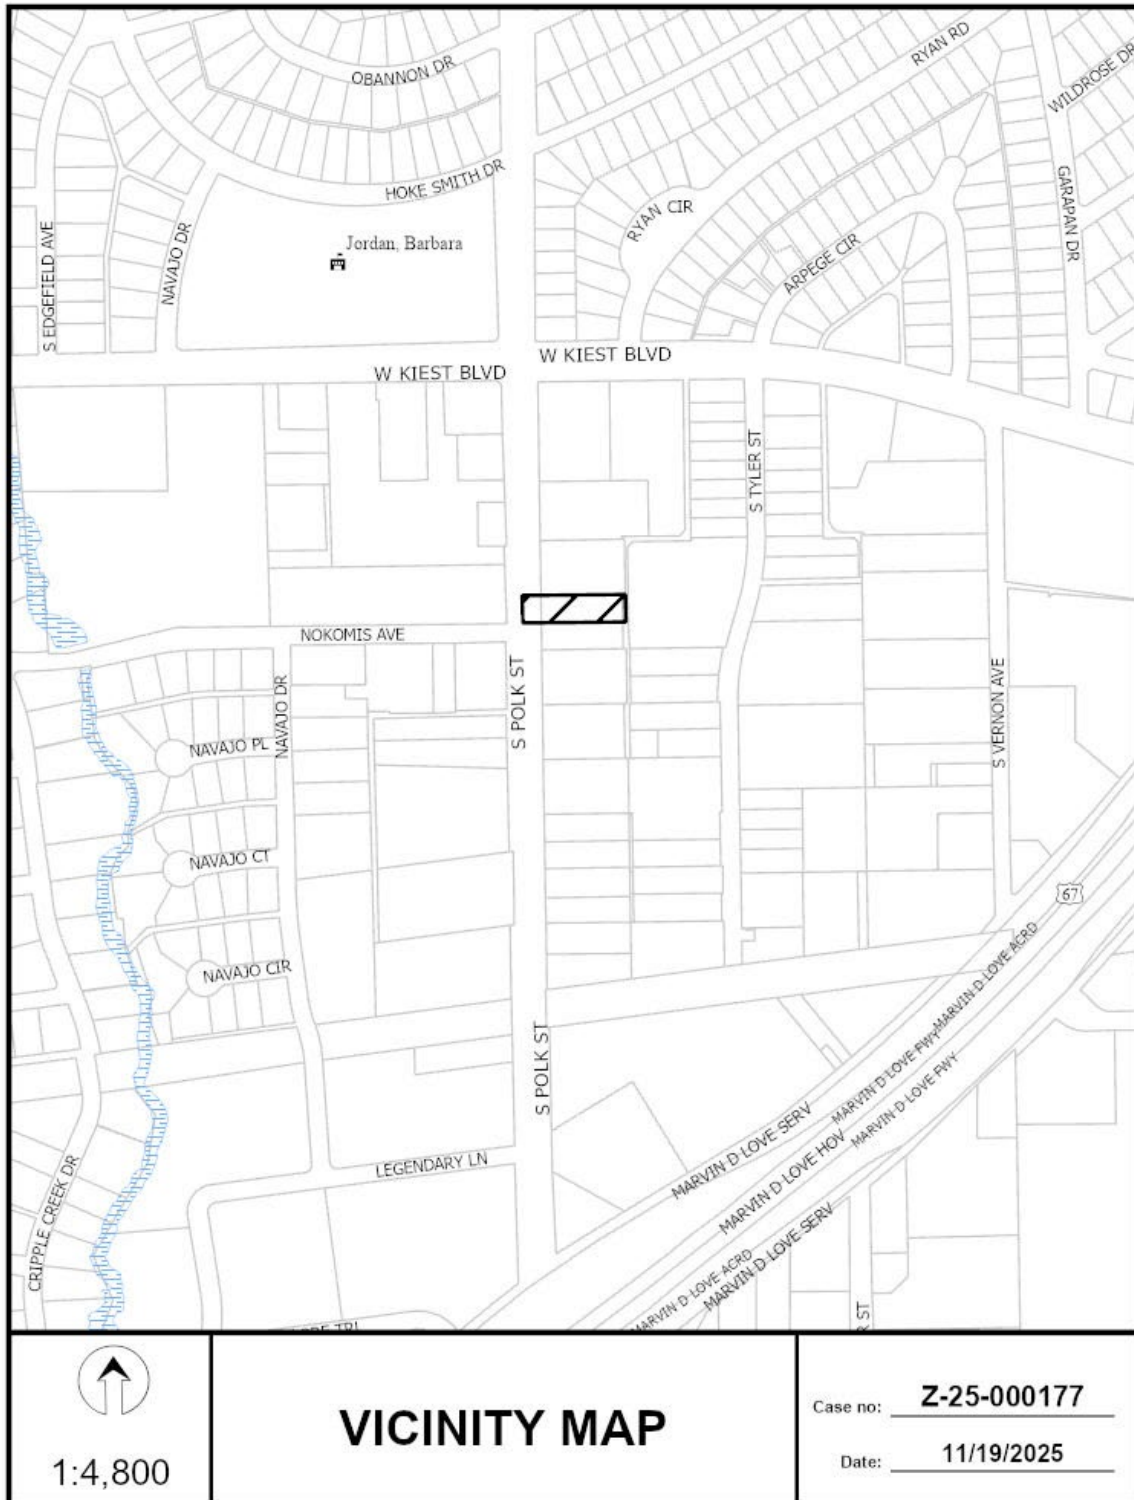 OBANNON DR
RYAN RD
WILDROSE DR
HOKE SMITH DR
GARAPAN DR
RYAN CIR
S EDGEFIELD AVE
NAVAJO DR
Jordan, Barbara
ARPEGE CIR
W KIEST BLVD
W KIEST BLVD
S TYLER ST
NOKOMIS AVE
S POLK ST
NAVAJO DR
S VERNON AVE
NAVAJO PL
NAVAJO CT
67
NAVAJO CIR
MARVIN D LOVE ACRD
S POLK ST
MARVIN D LOVE FWY
MARVIN D LOVE FWY
MARVIN D LOVE SERV
MARVIN D LOVE HOV
LEGENDARY LN
CRIPPLE CREEK DR
MARVIN D LOVE SERV
MARVIN D LOVE ACRD
ST
TRL
1:4,800
VICINITY MAP
Case no: Z-25-000177
Date: 11/19/2025